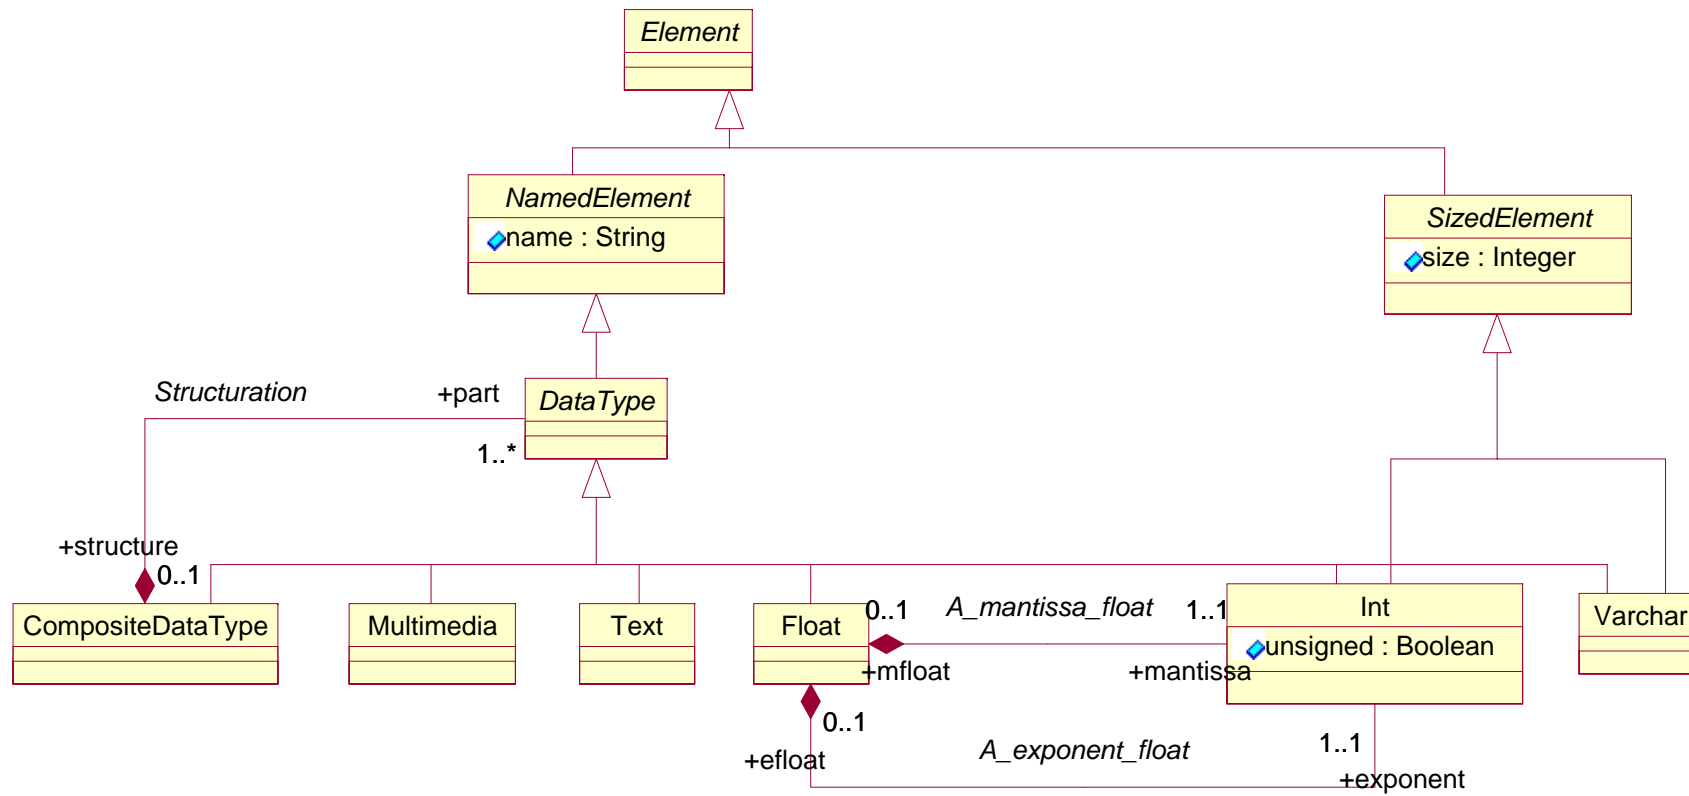 Element
NamedElement
name : String
SizedElement
size : Integer
Structuration
+part
DataType
1..*
+structure
0..1
CompositeDataType
Multimedia
Text
Float
0..1
A_mantissa_float
1..1
Int
unsigned : Boolean
Varchar
+mfloat
+mantissa
0..1
+efloat
A_exponent_float
1..1
+exponent